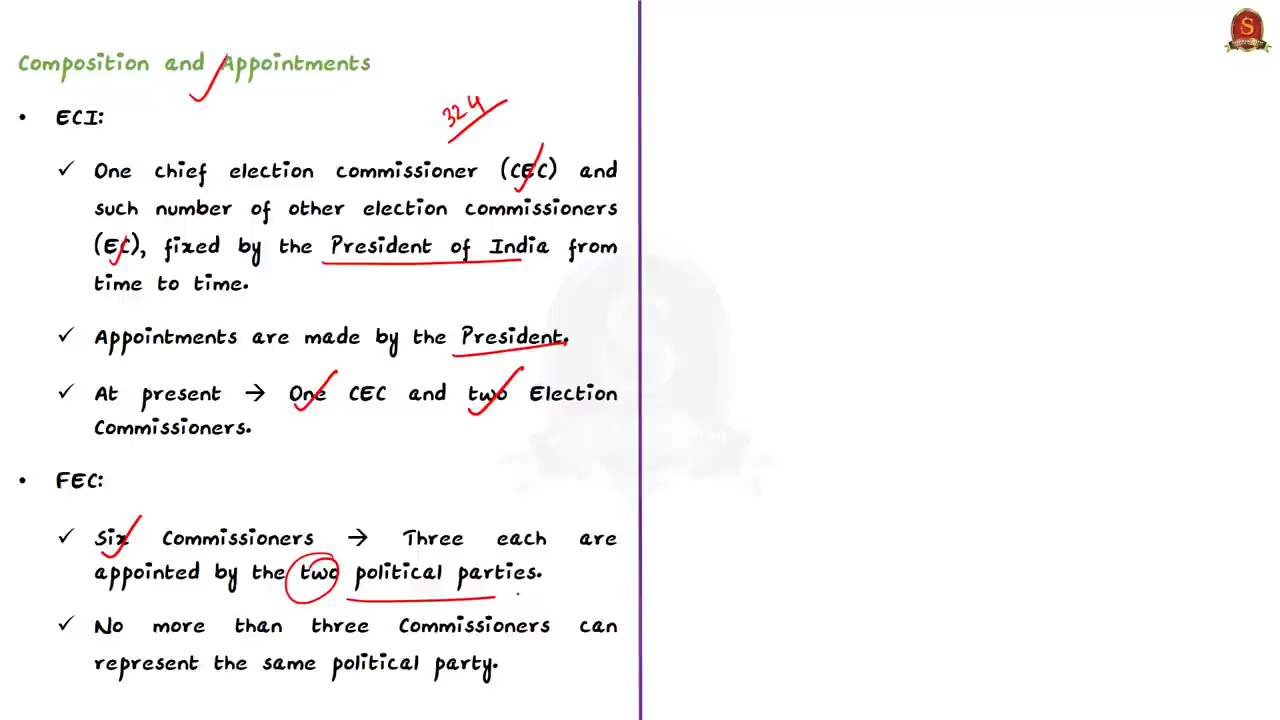 Composition and Appointments
• ECI:
324
✓ One chief election commissioner (CEC) and
such number of other election commissioners
(EC), fixed by the President of India from
time to time.
✓ Appointments are made by the President.
✓ At present → One CEC and two Election
Commissioners.
• FEC:
✓ Six Commissioners → Three each are
appointed by the two political parties.
✓ No more than three Commissioners can
represent the same political party.
S